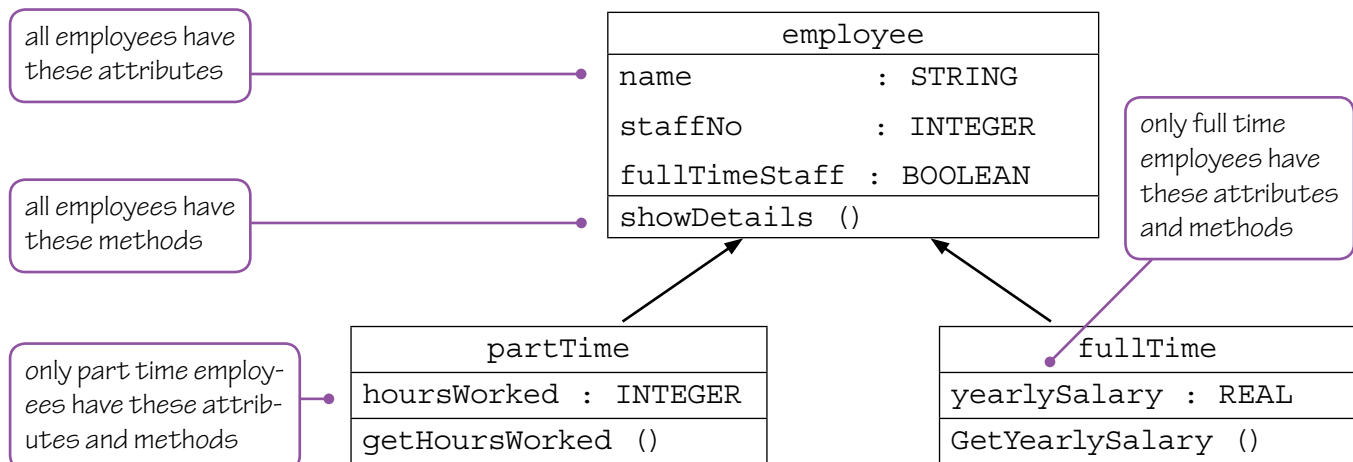 all employees have
these attributes
employee
name : STRING
staffNo : INTEGER
fullTimeStaff : BOOLEAN
showDetails ()
all employees have
these methods
only full time
employees have
these attributes
and methods
only part time employ-
ees have these attrib-
utes and methods
partTime
hoursWorked : INTEGER
getHoursWorked ()
fullTime
yearlySalary : REAL
GetYearlySalary ()